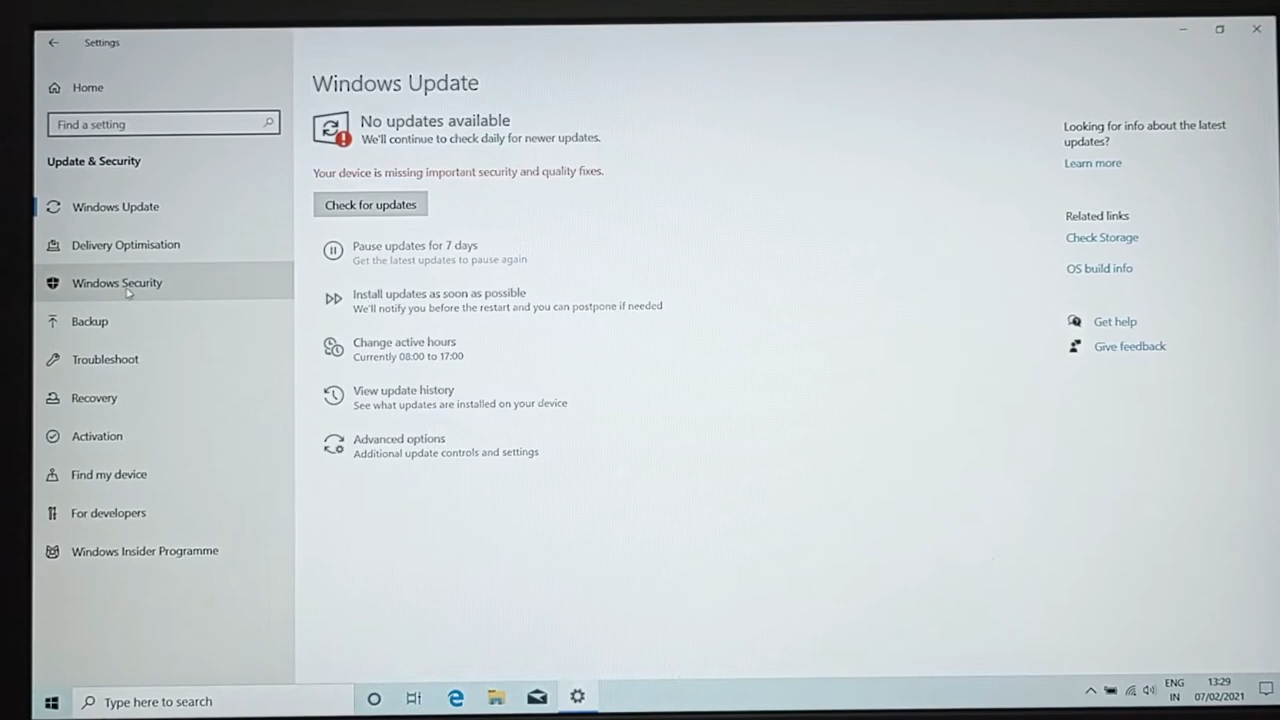 Settings
Home
Find a setting
Update & Security
Windows Update
Delivery Optimisation
Windows Security
Backup
Troubleshoot
Recovery
Activation
Find my device
For developers
Windows Insider Programme
Windows Update
No updates available
We'll continue to check daily for newer updates.
Your device is missing important security and quality fixes.
Check for updates
Pause updates for 7 days
Get the latest updates to pause again
Install updates as soon as possible
We'll notify you before the restart and you can postpone if needed
Change active hours
Currently 08:00 to 17:00
View update history
See what updates are installed on your device
Advanced options
Additional update controls and settings
Looking for info about the latest
updates?
Learn more
Related links
Check Storage
OS build info
Get help
Give feedback
Type here to search
ENG
IN
13:29
07/02/2021